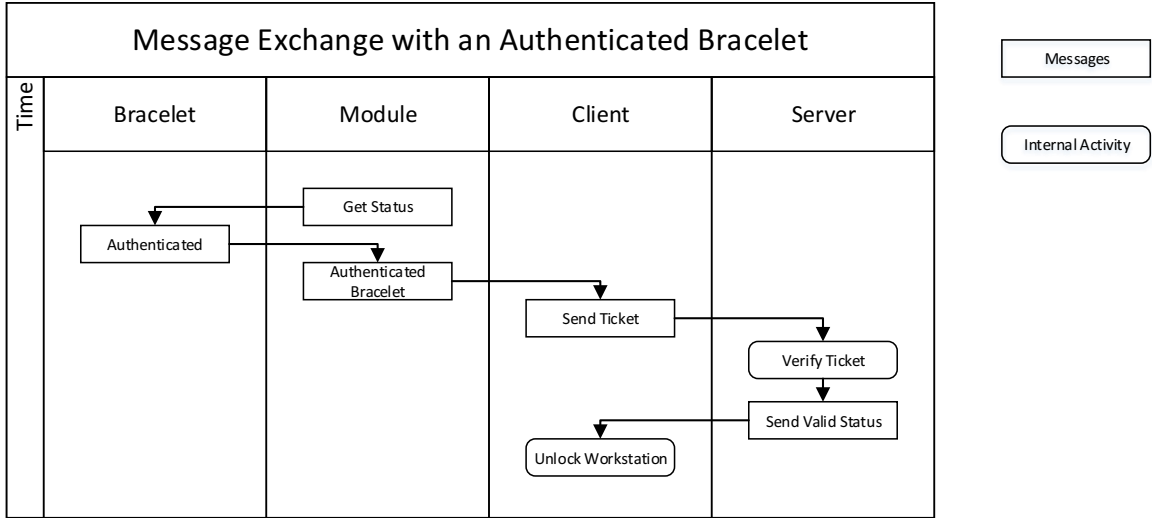 Message Exchange with an Authenticated Bracelet
Time
Bracelet
Module
Client
Server
Get Status
Authenticated
Authenticated
Bracelet
Send Ticket
Verify Ticket
Send Valid Status
Unlock Workstation
Messages
Internal Activity